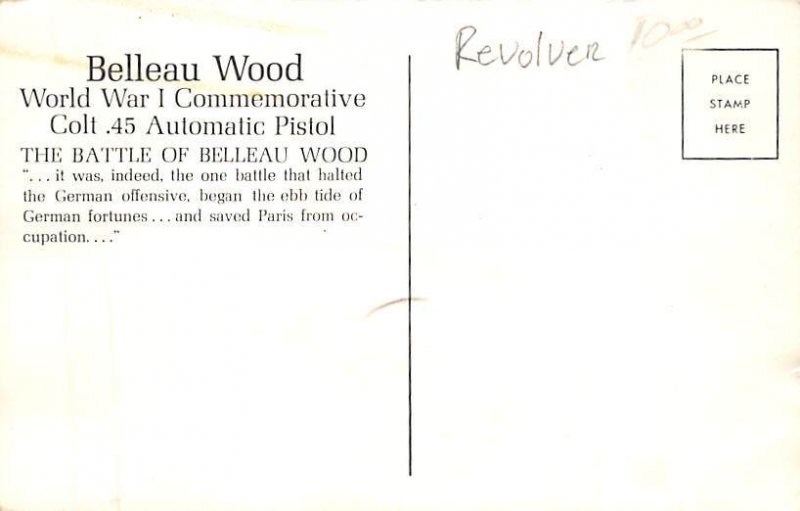 Belleau Wood
World War I Commemorative
Colt .45 Automatic Pistol
THE BATTLE OF BELLEAU WOOD
“... it was, indeed, the one battle that halted
the German offensive, began the ebb tide of
German fortunes ... and saved Paris from oc-
cupation. ...”
Revolver 10.00
PLACE
STAMP
HERE